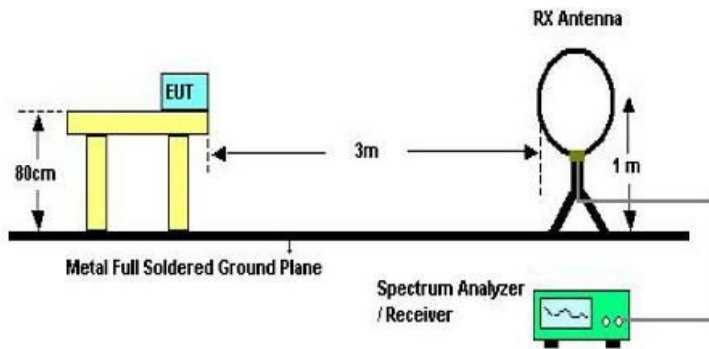 RX Antenna
EUT
3m
80cm
1 m
Metal Full Soldered Ground Plane
Spectrum Analyzer
/ Receiver